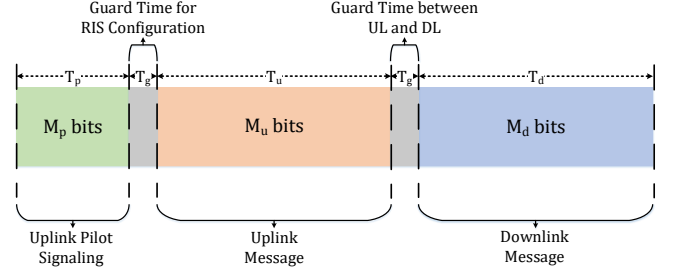 Guard Time for
RIS Configuration
Guard Time between
UL and DL
Tp Tg Tu Tg Td
Mp bits Mu bits Md bits
Uplink Pilot
Signaling
Uplink
Message
Downlink
Message